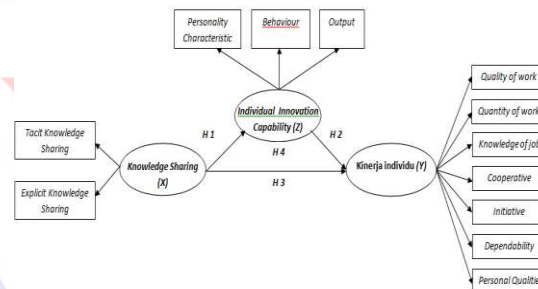 Personality
Characteristic
Behaviour
Output
Individual Innovation
Capability (Z)
H 1
H 2
H 4
H 3
Tacit Knowledge
Sharing
Explicit Knowledge
Sharing
Knowledge Sharing
(X)
Kinerja individu (Y)
Quality of work
Quantity of work
Knowledge of job
Cooperative
Initiative
Dependability
Personal Qualitie